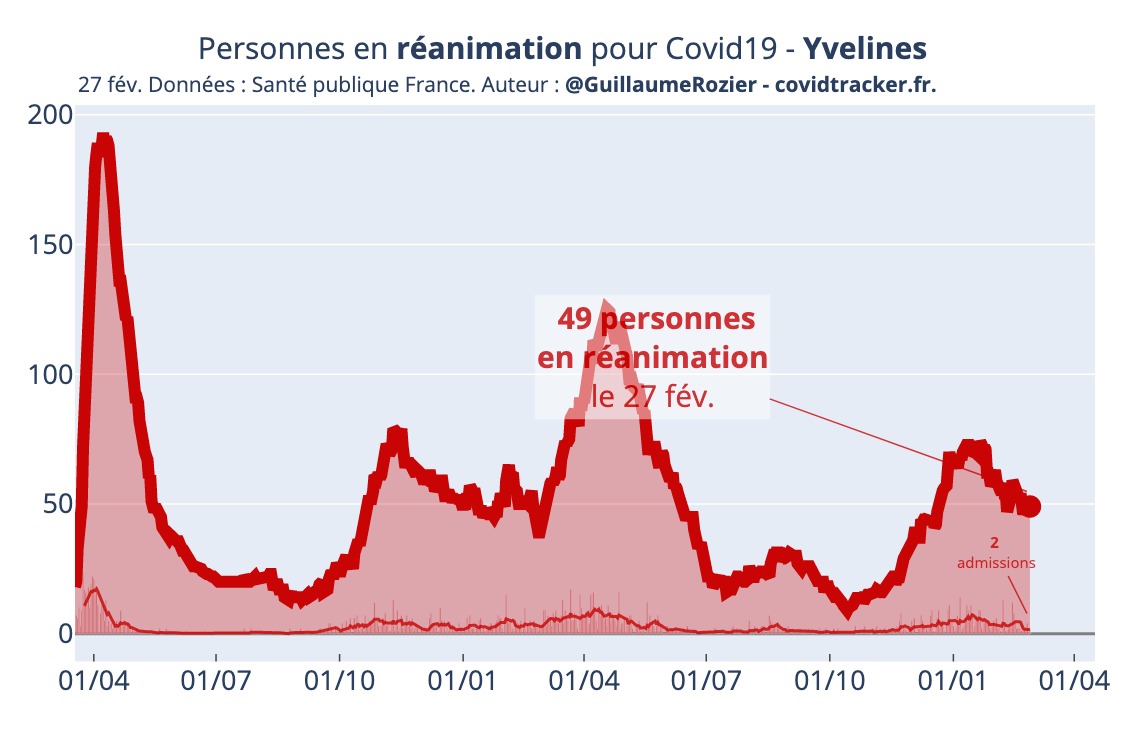 Personnes en réanimation pour Covid19 - Yvelines
27 fév. Données : Santé publique France. Auteur : @GuillaumeRozier - covidtracker.fr.
200
150
100
50
0
49 personnes
en réanimation
le 27 fév.
2
admissions
01/04 01/07 01/10 01/01 01/04 01/07 01/10 01/01 01/04